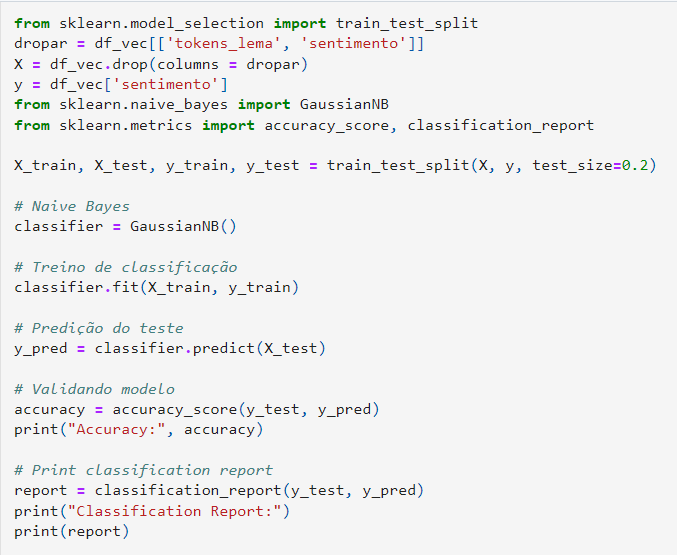 from sklearn.model_selection import train_test_split
dropar = df_vec[['tokens_lema', 'sentimento']]
X = df_vec.drop(columns = dropar)
y = df_vec['sentimento']
from sklearn.naive_bayes import GaussianNB
from sklearn.metrics import accuracy_score, classification_report
X_train, X_test, y_train, y_test = train_test_split(X, y, test_size=0.2)
# Naive Bayes
classifier = GaussianNB()
# Treino de classificação
classifier.fit(X_train, y_train)
# Predição do teste
y_pred = classifier.predict(X_test)
# Validando modelo
accuracy = accuracy_score(y_test, y_pred)
print("Accuracy:", accuracy)
# Print classification report
report = classification_report(y_test, y_pred)
print("Classification Report:")
print(report)